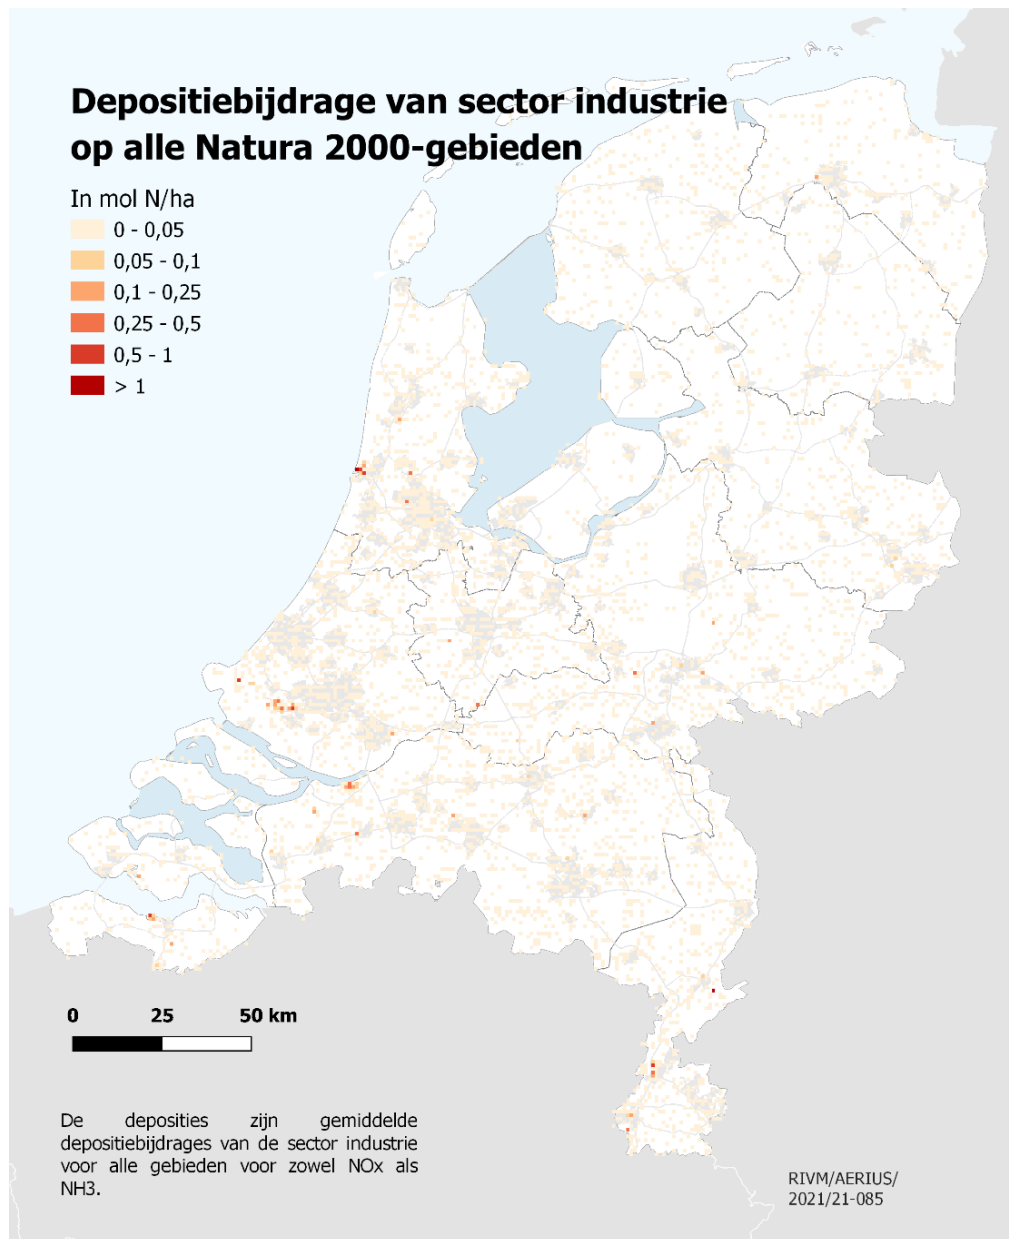 Depositiebijdrage van sector industrie
op alle Natura 2000-gebieden
In mol N/ha
0 - 0,05
0,05 - 0,1
0,1 - 0,25
0,25 - 0,5
0,5 - 1
> 1
0 25 50 km
De deposities zijn gemiddelde
depositiebijdrages van de sector industrie
voor alle gebieden voor zowel NOx als
NH3.
RIVM/AERIUS/
2021/21-085